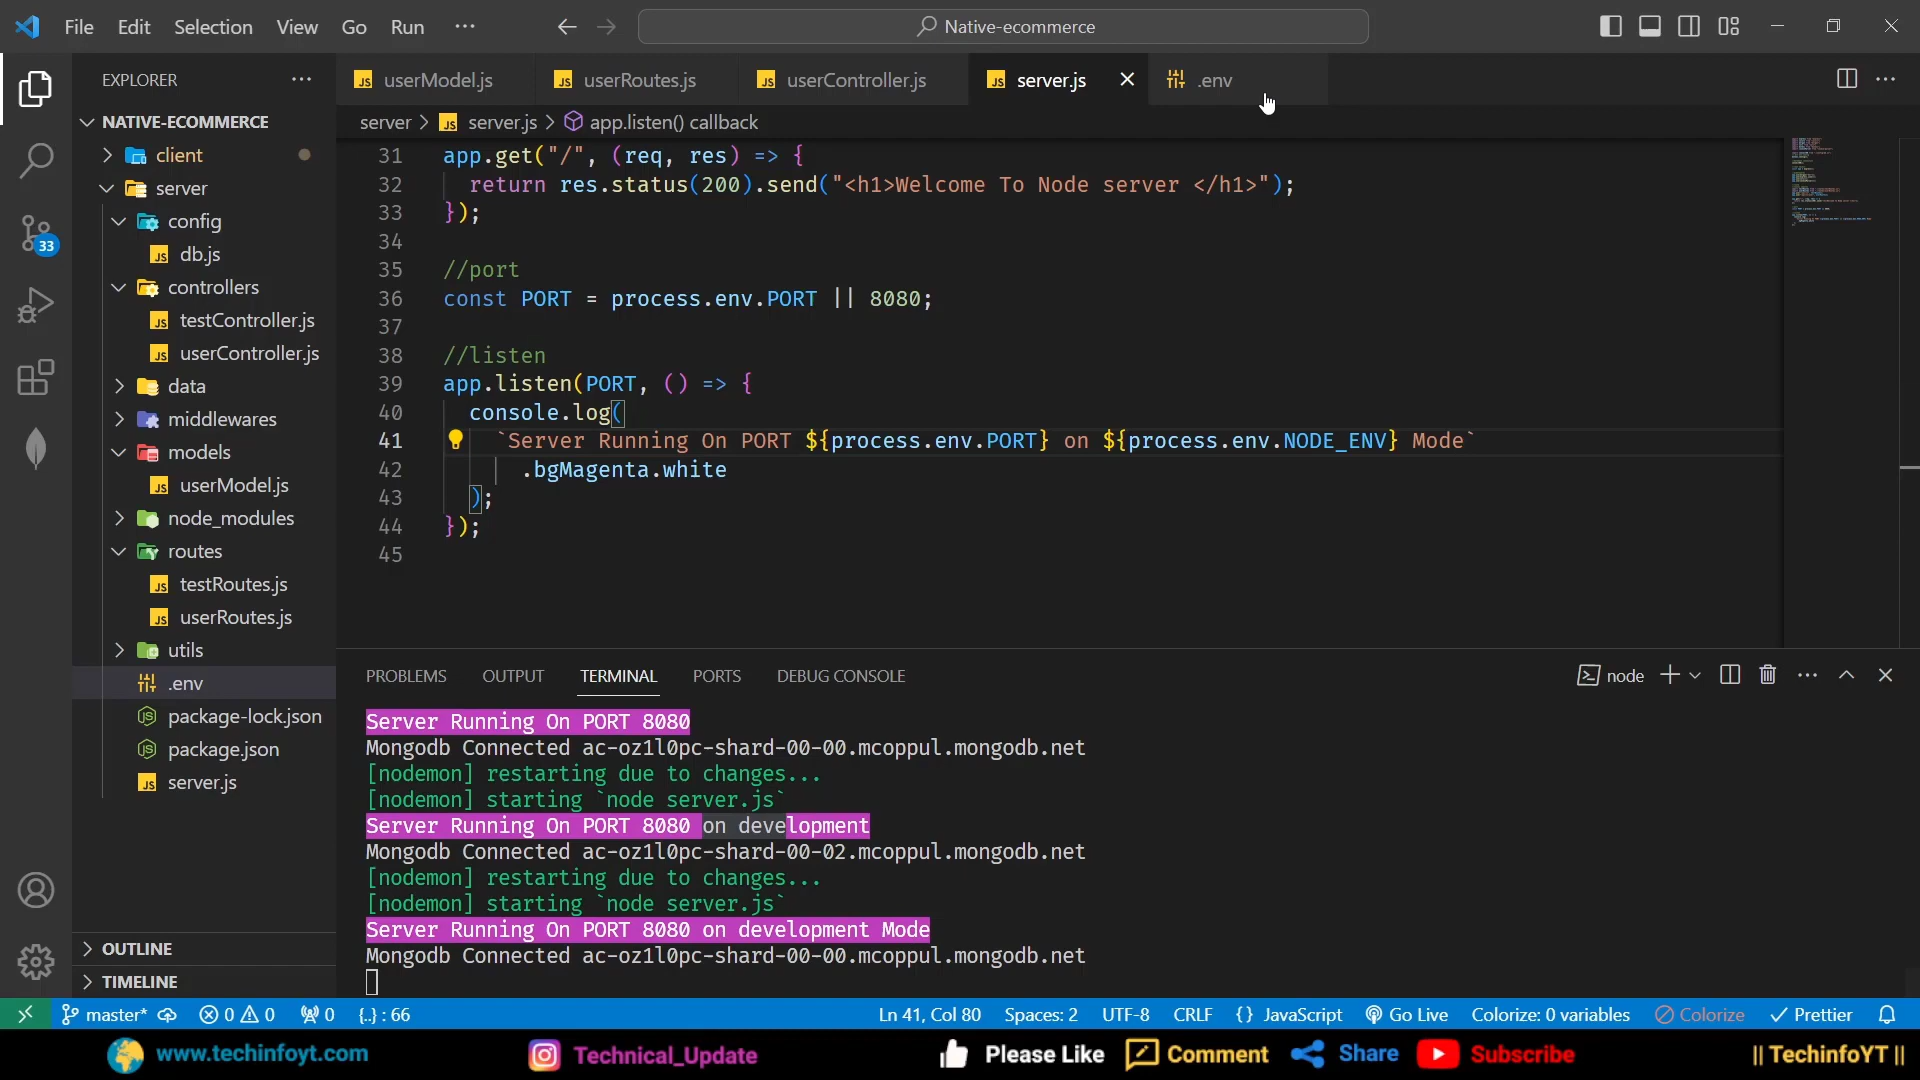 File Edit Selection View Go Run ··· Native-ecommerce
EXPLORER
NATIVE-ECOMMERCE
client
server
config
db.js
controllers
testController.js
userController.js
data
middlewares
models
userModel.js
node_modules
routes
testRoutes.js
userRoutes.js
utils
.env
package-lock.json
package.json
server.js
OUTLINE
TIMELINE
33
userModel.js userRoutes.js userController.js server.js .env
server > server.js > app.listen() callback
31 app.get("/", (req, res) => {
32 return res.status(200).send("<h1>Welcome To Node server </h1>");
33 });
34
35 //port
36 const PORT = process.env.PORT || 8080;
37
38 //listen
39 app.listen(PORT, () => {
40 console.log(
41 `Server Running On PORT ${process.env.PORT} on ${process.env.NODE_ENV} Mode`
42 .bgMagenta.white
43 );
44 });
45
PROBLEMS OUTPUT TERMINAL PORTS DEBUG CONSOLE node
Server Running On PORT 8080
Mongodb Connected ac-oz1l0pc-shard-00-00.mcoppul.mongodb.net
[nodemon] restarting due to changes...
[nodemon] starting `node server.js`
Server Running On PORT 8080 on development
Mongodb Connected ac-oz1l0pc-shard-00-02.mcoppul.mongodb.net
[nodemon] restarting due to changes...
[nodemon] starting `node server.js`
Server Running On PORT 8080 on development Mode
Mongodb Connected ac-oz1l0pc-shard-00-00.mcoppul.mongodb.net
master* 0 0 0 {..} : 66 Ln 41, Col 80 Spaces: 2 UTF-8 CRLF {} JavaScript Go Live Colorize: 0 variables Colorize Prettier
www.techinfoyt.com Technical_Update Please Like Comment Share Subscribe || TechinfoYT ||